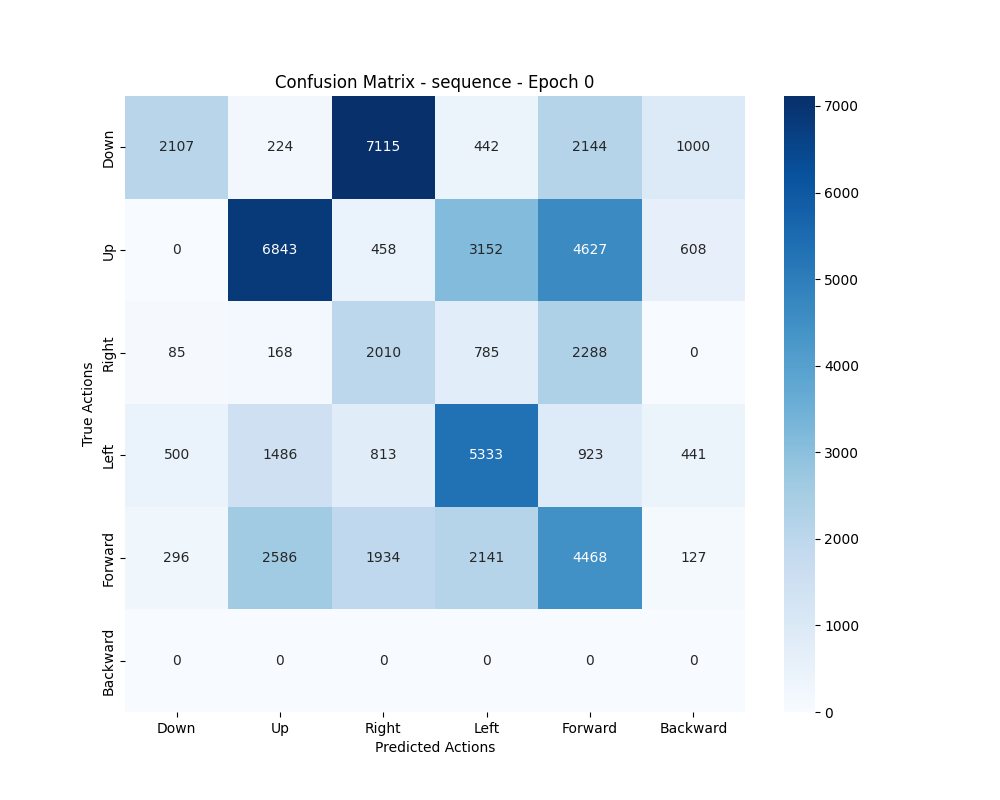 Confusion Matrix - sequence - Epoch 0
True Actions
Down 2107 224 7115 442 2144 1000
Up 0 6843 458 3152 4627 608
Right 85 168 2010 785 2288 0
Left 500 1486 813 5333 923 441
Forward 296 2586 1934 2141 4468 127
Backward 0 0 0 0 0 0
Down Up Right Left Forward Backward
Predicted Actions
7000
6000
5000
4000
3000
2000
1000
0